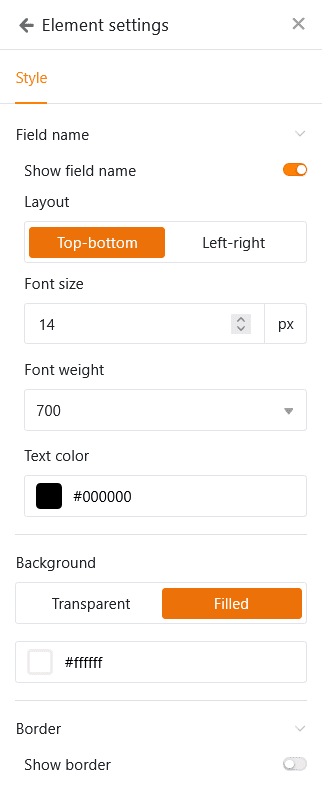 Element settings
Style
Field name
Show field name
Layout
Top-bottom Left-right
Font size
14 px
Font weight
700
Text color
#000000
Background
Transparent Filled
#ffffff
Border
Show border